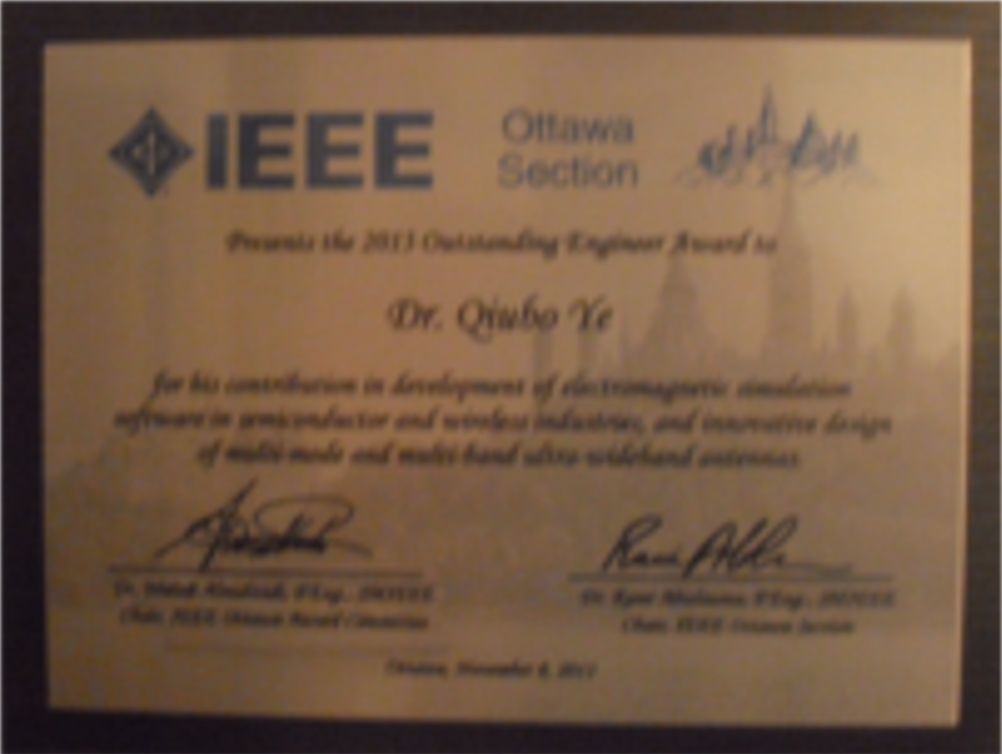 IEEE
Ottawa
Section
Presents the 2013 Outstanding Engineer Award to
Dr. Qiubo Ye
for his contribution in development of electromagnetic simulation
software in semiconductor and wireless industries, and innovative design
of multi-mode and multi-band ultra-wideband antennas
Dr. P.Eng., SMIEEE
Chair, IEEE Ottawa Award Committee
Dr. P.Eng., SMIEEE
Chair, IEEE Ottawa Section
Ottawa, November 2013